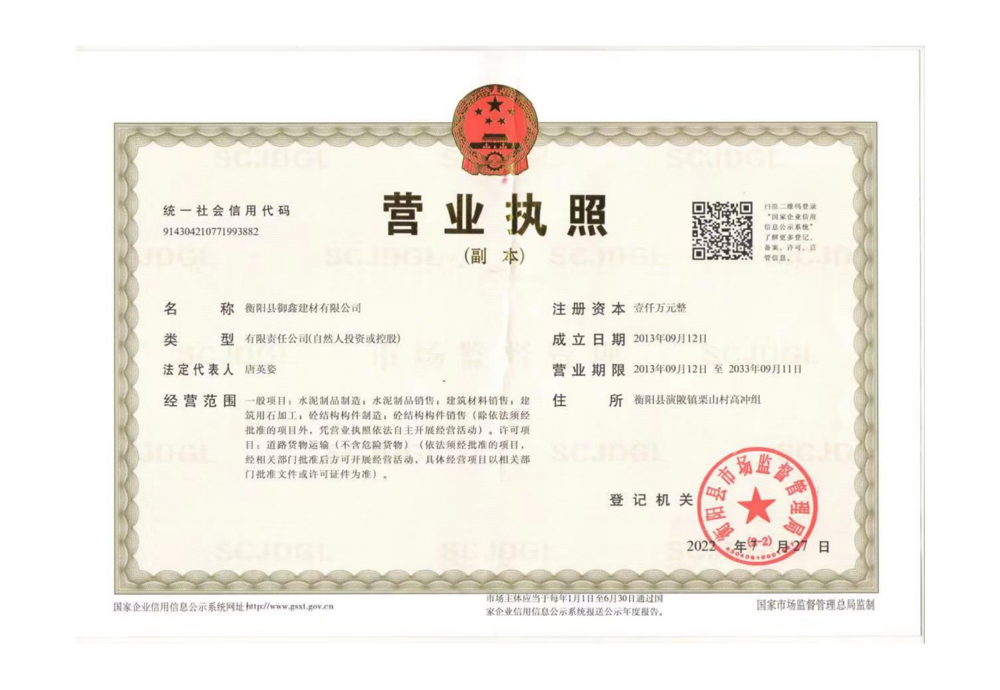 营业执照
(副 本)
统一社会信用代码
914304210771993882
扫描二维码登录
“国家企业信用
信息公示系统”
了解更多登记、
备案、许可、监
管信息。
名 称 衡阳县御鑫建材有限公司
类 型 有限责任公司(自然人投资或控股)
法定代表人 唐英姿
经营范围 一般项目：水泥制品制造；水泥制品销售；建筑材料销售；建
筑用石加工；砼结构构件制造；砼结构构件销售（除依法须经
批准的项目外，凭营业执照依法自主开展经营活动）。许可项
目：道路货物运输（不含危险货物）（依法须经批准的项目，
经相关部门批准后方可开展经营活动，具体经营项目以相关部
门批准文件或许可证件为准）。
注册资本 壹仟万元整
成立日期 2013年09月12日
营业期限 2013年09月12日 至 2033年09月11日
住 所 衡阳县演陂镇栗山村高冲组
登记机关
衡阳县市场监督管理局
(2-2)
2022 年 7 月 27 日
国家企业信用信息公示系统网址http://www.gsxt.gov.cn
市场主体应当于每年1月1日至6月30日通过国
家企业信用信息公示系统报送公示年度报告。
国家市场监督管理总局监制
SCJDGL